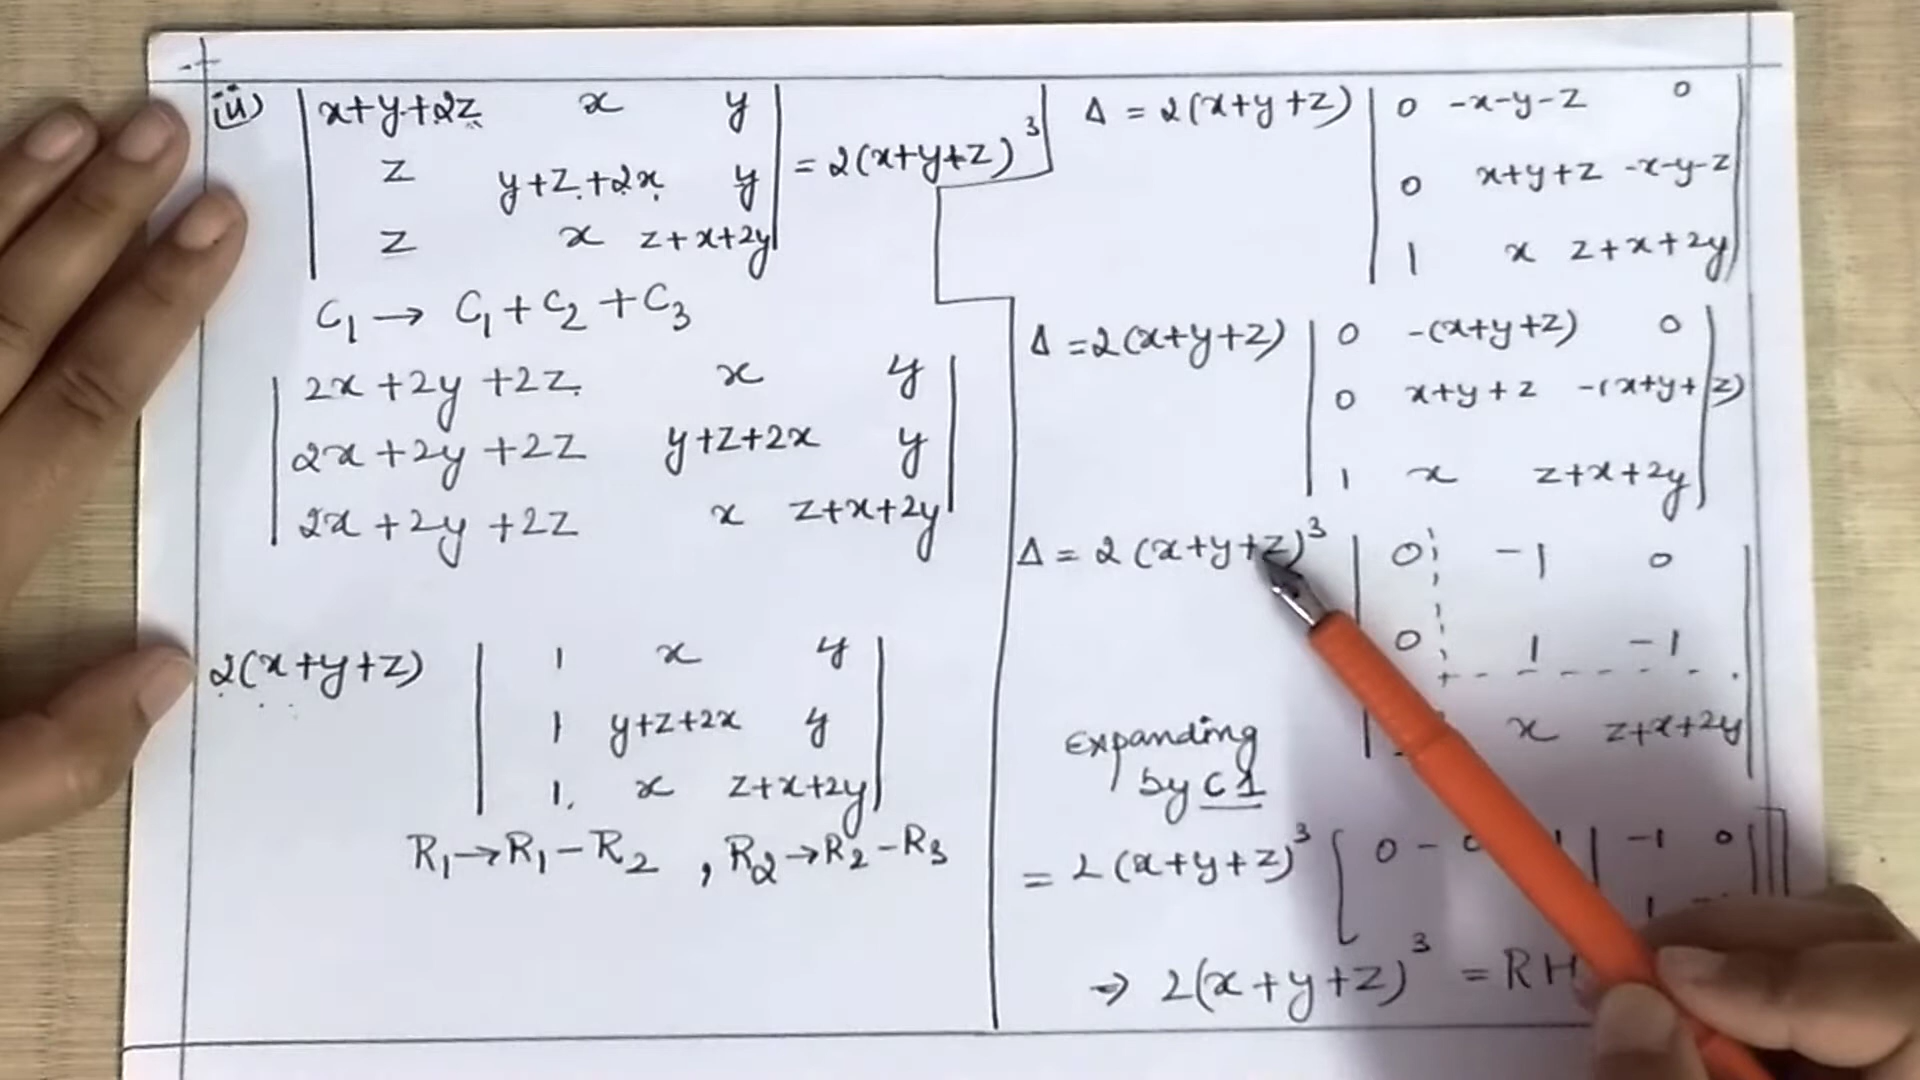 (ii) | x+y+2z x y |
| z y+z+2x y | = 2(x+y+z)³
| z x z+x+2y |
C₁ → C₁ + C₂ + C₃
| 2x+2y+2z x y |
| 2x+2y+2z y+z+2x y |
| 2x+2y+2z x z+x+2y |
2(x+y+z) | 1 x y |
| 1 y+z+2x y |
| 1 x z+x+2y |
R₁→R₁-R₂ , R₂→R₂-R₃
Δ = 2(x+y+z) | 0 -x-y-z 0 |
| 0 x+y+z -x-y-z |
| 1 x z+x+2y |
Δ = 2(x+y+z) | 0 -(x+y+z) 0 |
| 0 x+y+z -(x+y+z) |
| 1 x z+x+2y |
Δ = 2(x+y+z)³ | 0 -1 0 |
| 0 1 -1 |
| x z+x+2y |
Expanding
by C1
= 2(x+y+z)³ [ 0 - | -1 0 | ]
→ 2(x+y+z)³ = RH